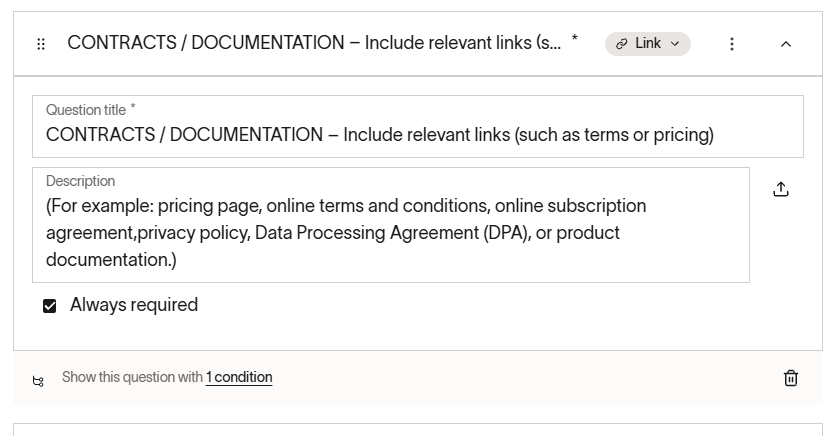 CONTRACTS / DOCUMENTATION – Include relevant links (s... *
Link
Question title *
CONTRACTS / DOCUMENTATION – Include relevant links (such as terms or pricing)
Description
(For example: pricing page, online terms and conditions, online subscription
agreement,privacy policy, Data Processing Agreement (DPA), or product
documentation.)
Always required
Show this question with 1 condition